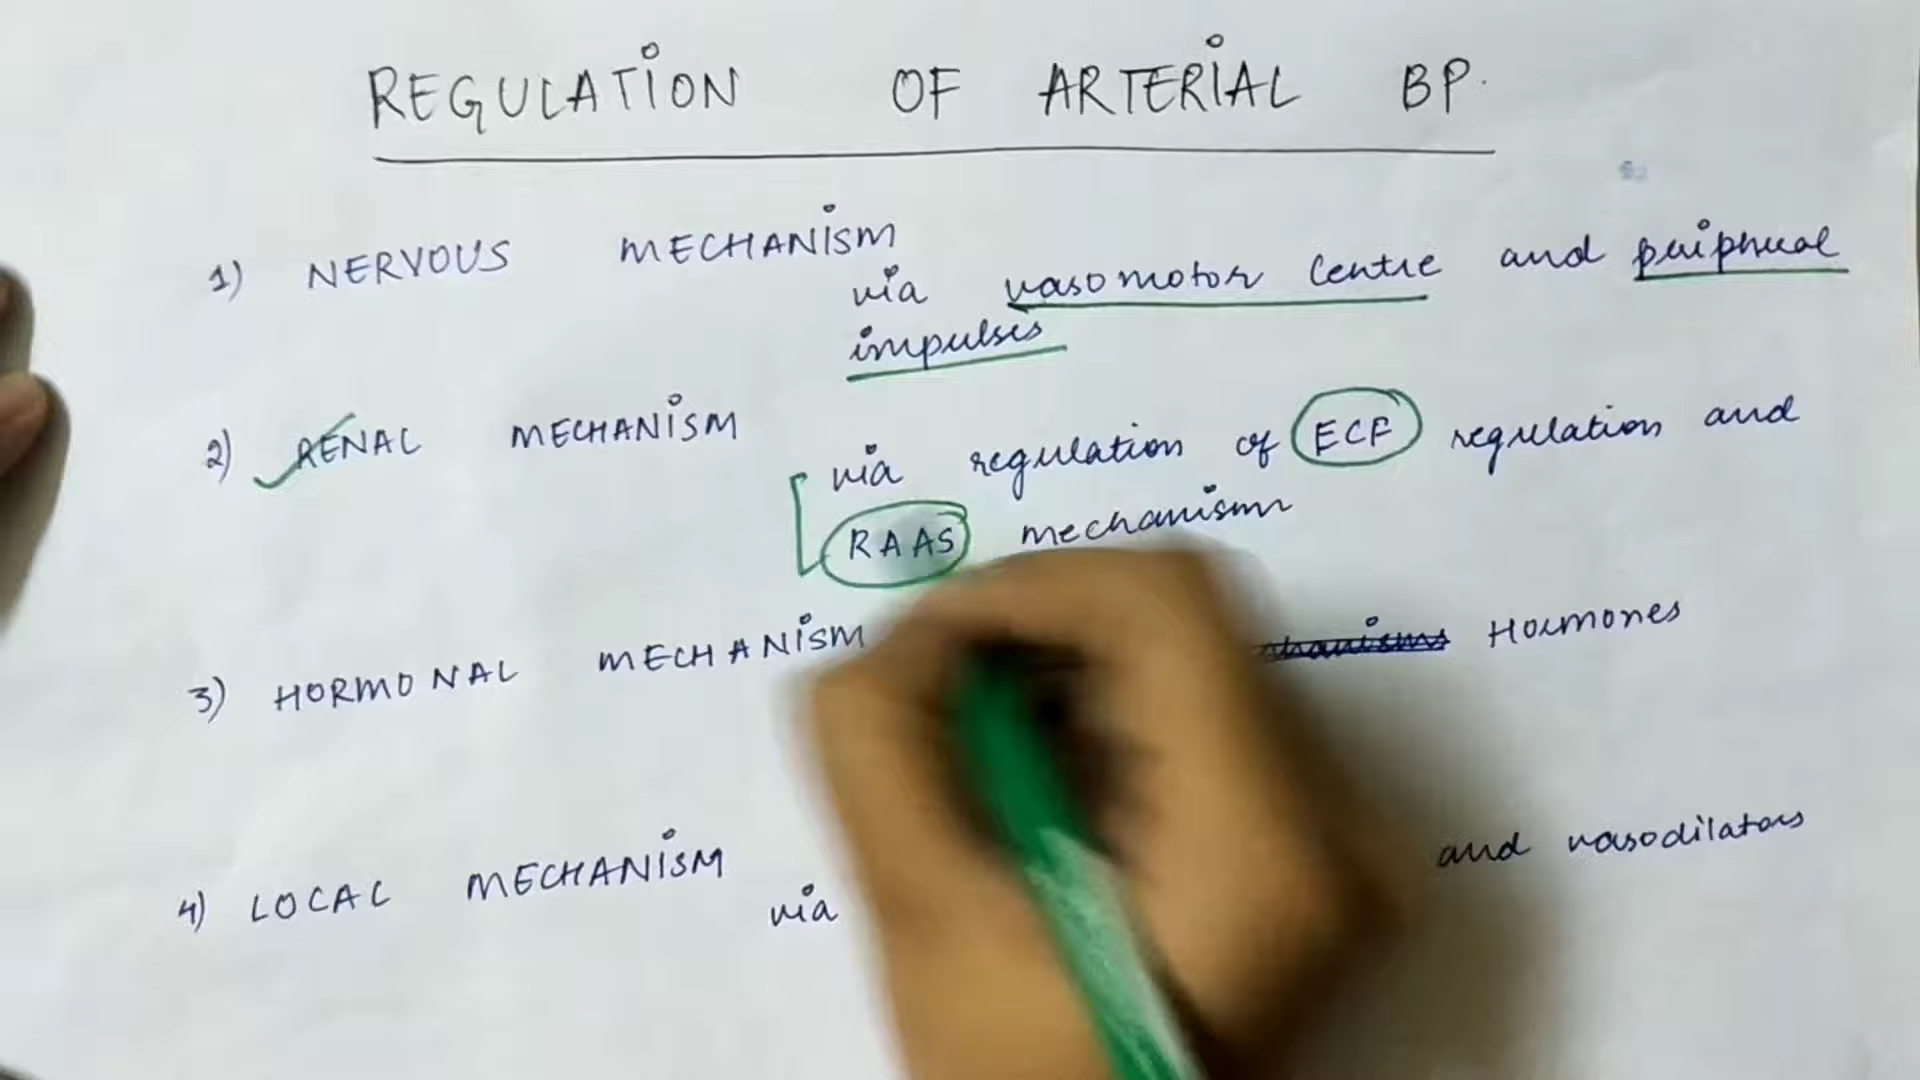 REGULATION OF ARTERIAL BP.
1) NERVOUS MECHANISM
via vasomotor Centre and peripheral
impulses
2) RENAL MECHANISM
via regulation of ECF regulation and
RAAS mechanism
3) HORMONAL MECHANISM Hormones
4) LOCAL MECHANISM
via and vasodilators